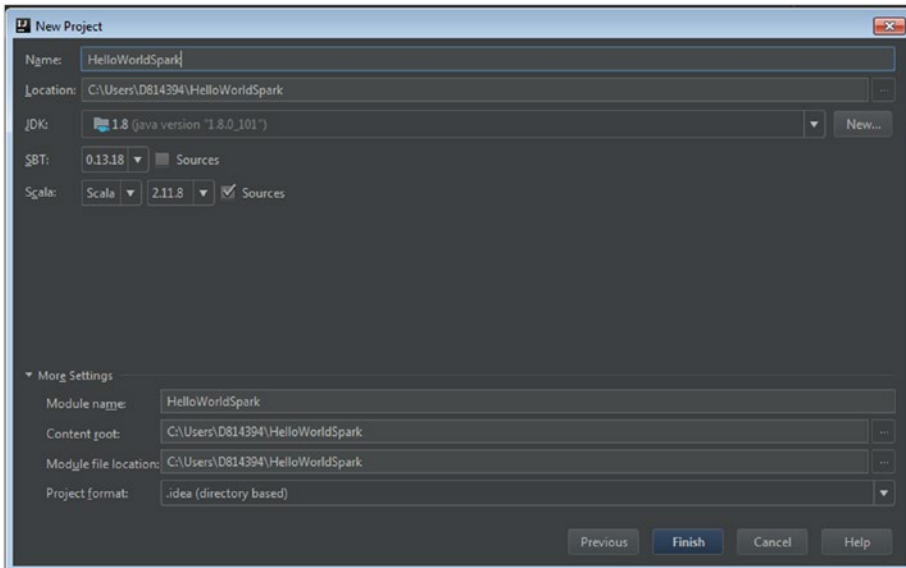 New Project
Name: HelloWorldSpark
Location: C:\Users\D814394\HelloWorldSpark ...
JDK: 1.8 (java version "1.8.0_101") New...
SBT: 0.13.18 Sources
Scala: Scala 2.11.8 Sources
More Settings
Module name: HelloWorldSpark
Content root: C:\Users\D814394\HelloWorldSpark ...
Module file location: C:\Users\D814394\HelloWorldSpark ...
Project format: .idea (directory based)
Previous Finish Cancel Help